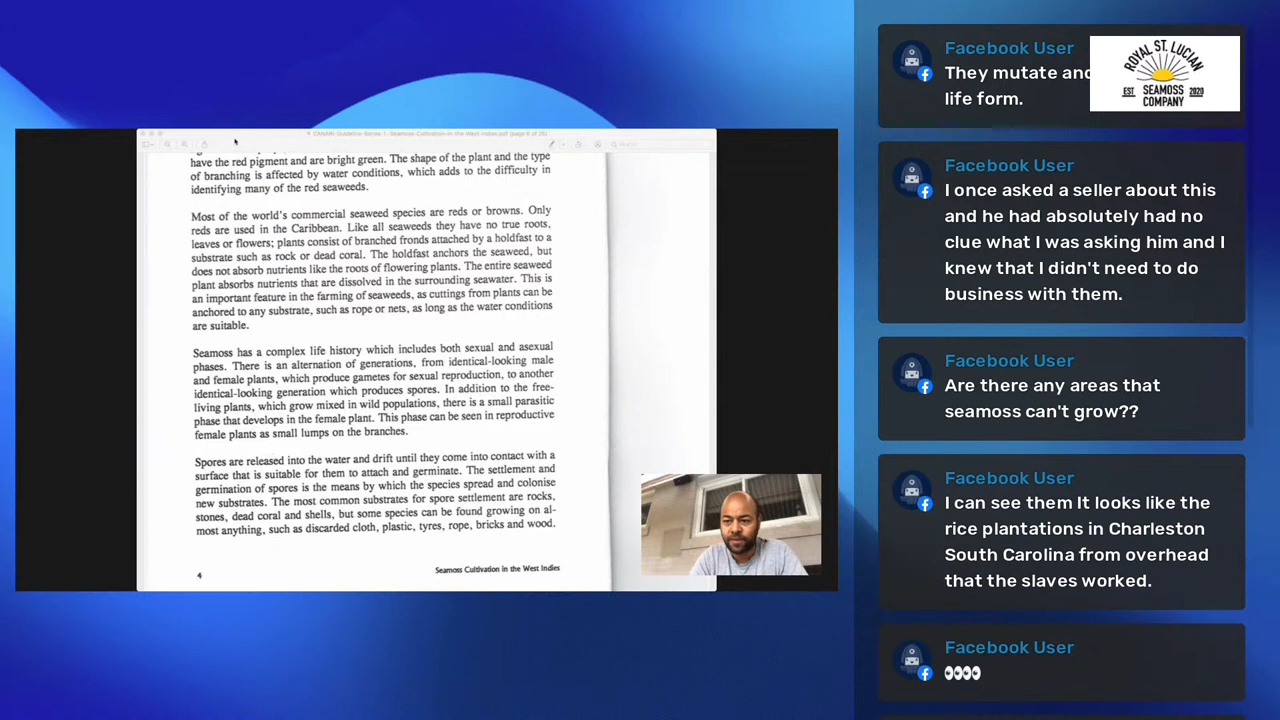 CANARI Guideline Series 1. Seamoss-Cultivation-in the West-Indies.pdf (page 6 of 35)
have the red pigment and are bright green. The shape of the plant and the type
of branching is affected by water conditions, which adds to the difficulty in
identifying many of the red seaweeds.
Most of the world's commercial seaweed species are reds or browns. Only
reds are used in the Caribbean. Like all seaweeds they have no true roots,
leaves or flowers; plants consist of branched fronds attached by a holdfast to a
substrate such as rock or dead coral. The holdfast anchors the seaweed, but
does not absorb nutrients like the roots of flowering plants. The entire seaweed
plant absorbs nutrients that are dissolved in the surrounding seawater. This is
an important feature in the farming of seaweeds, as cuttings from plants can be
anchored to any substrate, such as rope or nets, as long as the water conditions
are suitable.
Seamoss has a complex life history which includes both sexual and asexual
phases. There is an alternation of generations, from identical-looking male
and female plants, which produce gametes for sexual reproduction, to another
identical-looking generation which produces spores. In addition to the free-
living plants, which grow mixed in wild populations, there is a small parasitic
phase that develops in the female plant. This phase can be seen in reproductive
female plants as small lumps on the branches.
Spores are released into the water and drift until they come into contact with a
surface that is suitable for them to attach and germinate. The settlement and
germination of spores is the means by which the species spread and colonise
new substrates. The most common substrates for spore settlement are rocks,
stones, dead coral and shells, but some species can be found growing on al-
most anything, such as discarded cloth, plastic, tyres, rope, bricks and wood.
4
Seamoss Cultivation in the West Indies
Facebook User
They mutate and
life form.
ROYAL ST. LUCIAN
EST SEAMOSS 2020
COMPANY
Facebook User
I once asked a seller about this
and he had absolutely had no
clue what I was asking him and I
knew that I didn't need to do
business with them.
Facebook User
Are there any areas that
seamoss can't grow??
Facebook User
I can see them It looks like the
rice plantations in Charleston
South Carolina from overhead
that the slaves worked.
Facebook User
👀👀